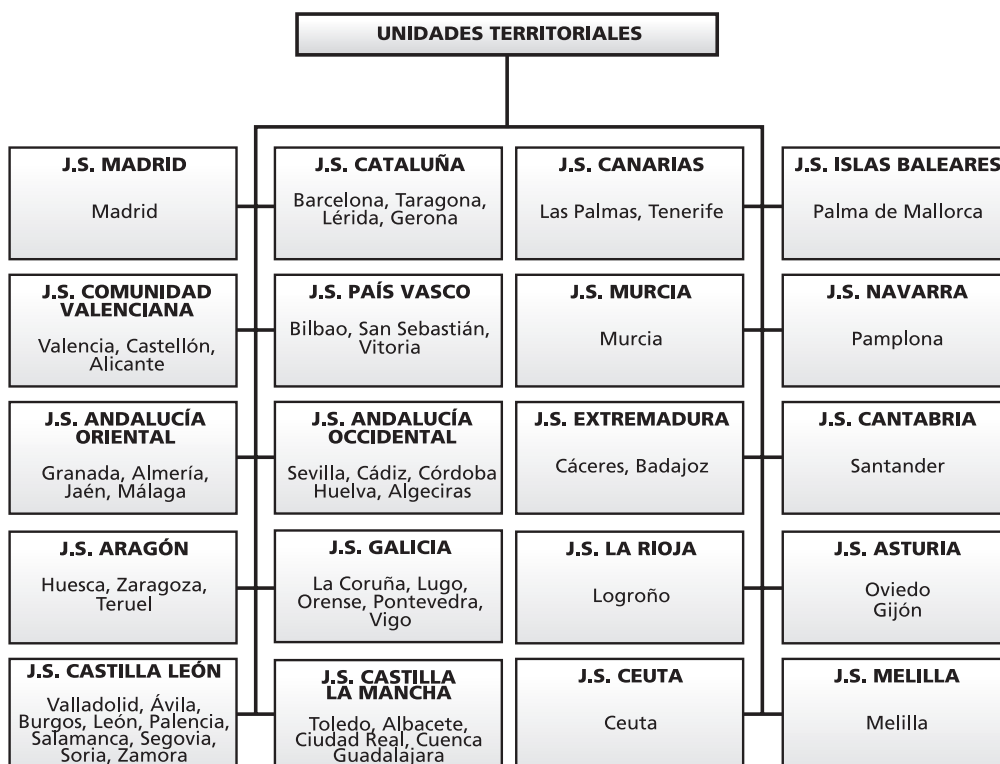 UNIDADES TERRITORIALES
J.S. MADRID
Madrid
J.S. CATALUÑA
Barcelona, Taragona,
Lérida, Gerona
J.S. CANARIAS
Las Palmas, Tenerife
J.S. ISLAS BALEARES
Palma de Mallorca
J.S. COMUNIDAD
VALENCIANA
Valencia, Castellón,
Alicante
J.S. PAÍS VASCO
Bilbao, San Sebastián,
Vitoria
J.S. MURCIA
Murcia
J.S. NAVARRA
Pamplona
J.S. ANDALUCÍA
ORIENTAL
Granada, Almería,
Jaén, Málaga
J.S. ANDALUCÍA
OCCIDENTAL
Sevilla, Cádiz, Córdoba
Huelva, Algeciras
J.S. EXTREMADURA
Cáceres, Badajoz
J.S. CANTABRIA
Santander
J.S. ARAGÓN
Huesca, Zaragoza,
Teruel
J.S. GALICIA
La Coruña, Lugo,
Orense, Pontevedra,
Vigo
J.S. LA RIOJA
Logroño
J.S. ASTURIA
Oviedo
Gijón
J.S. CASTILLA LEÓN
Valladolid, Ávila,
Burgos, León, Palencia,
Salamanca, Segovia,
Soria, Zamora
J.S. CASTILLA
LA MANCHA
Toledo, Albacete,
Ciudad Real, Cuenca
Guadalajara
J.S. CEUTA
Ceuta
J.S. MELILLA
Melilla